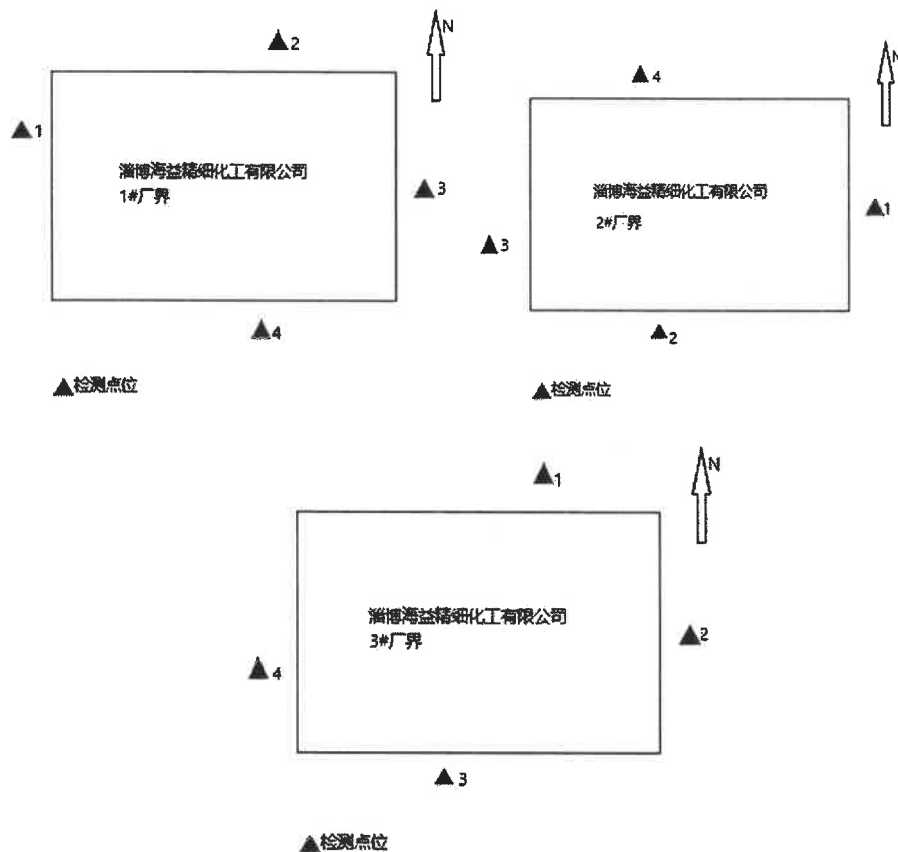 ▲2
N
▲1
淄博海益精细化工有限公司
1#厂界
▲3
▲4
▲检测点位
▲4
N
淄博海益精细化工有限公司
2#厂界
▲1
▲3
▲2
▲检测点位
▲1
N
淄博海益精细化工有限公司
3#厂界
▲2
▲4
▲3
▲检测点位